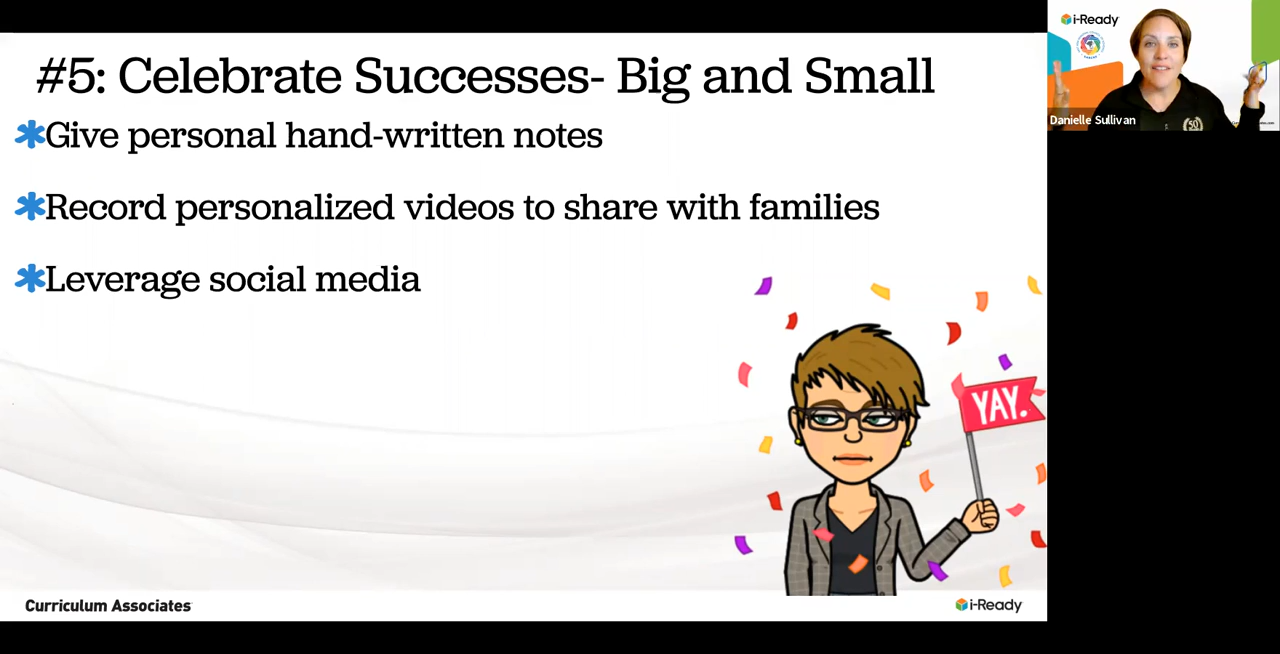 #5: Celebrate Successes- Big and Small
✱Give personal hand-written notes
✱Record personalized videos to share with families
✱Leverage social media
YAY.
Curriculum Associates
i-Ready
i-Ready
Danielle Sullivan
50